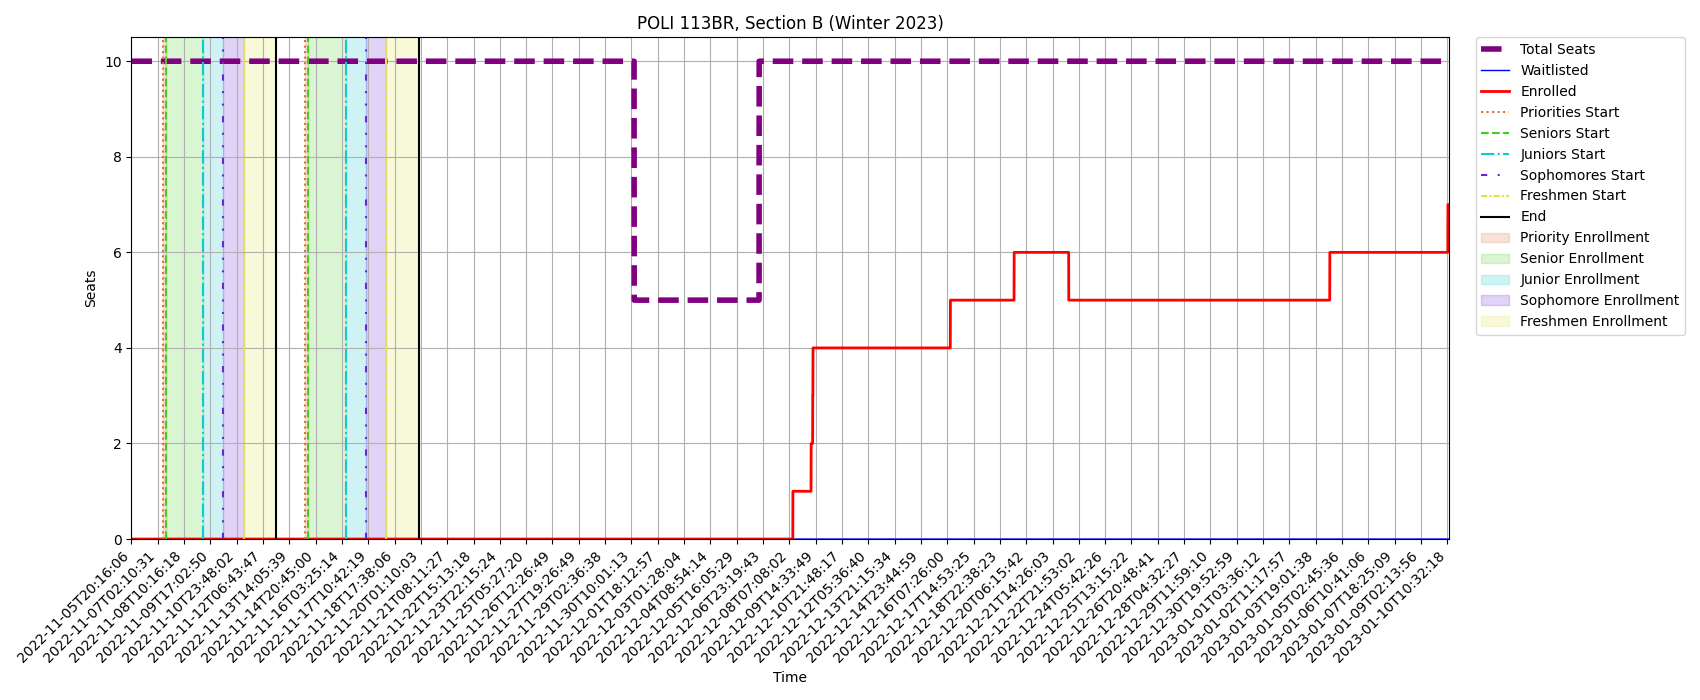 POLI 113BR, Section B (Winter 2023)
Seats
10
8
6
4
2
0
2022-11-05T20:16:06
2022-11-07T02:10:31
2022-11-08T10:16:18
2022-11-09T17:02:50
2022-11-10T23:48:02
2022-11-12T06:43:47
2022-11-13T14:05:39
2022-11-14T20:45:00
2022-11-16T03:25:14
2022-11-17T10:42:19
2022-11-18T17:38:06
2022-11-20T01:10:03
2022-11-21T08:11:27
2022-11-22T15:13:18
2022-11-23T22:15:24
2022-11-25T05:27:20
2022-11-26T12:26:49
2022-11-27T19:26:49
2022-11-29T02:36:38
2022-11-30T10:01:13
2022-12-01T18:12:57
2022-12-03T01:28:04
2022-12-04T08:54:14
2022-12-05T16:05:29
2022-12-06T23:19:43
2022-12-08T07:08:02
2022-12-09T14:33:49
2022-12-10T21:48:17
2022-12-12T05:36:40
2022-12-13T21:15:34
2022-12-14T23:44:59
2022-12-16T07:26:00
2022-12-17T14:53:25
2022-12-18T22:38:23
2022-12-20T06:15:42
2022-12-21T14:26:03
2022-12-22T21:53:02
2022-12-24T05:42:26
2022-12-25T13:15:22
2022-12-26T20:48:41
2022-12-28T04:32:27
2022-12-29T11:59:10
2022-12-30T19:52:59
2023-01-01T03:36:12
2023-01-02T11:17:57
2023-01-03T19:01:38
2023-01-05T02:45:36
2023-01-06T10:41:06
2023-01-07T18:25:09
2023-01-09T02:13:56
2023-01-10T10:32:18
Time
Total Seats
Waitlisted
Enrolled
Priorities Start
Seniors Start
Juniors Start
Sophomores Start
Freshmen Start
End
Priority Enrollment
Senior Enrollment
Junior Enrollment
Sophomore Enrollment
Freshmen Enrollment